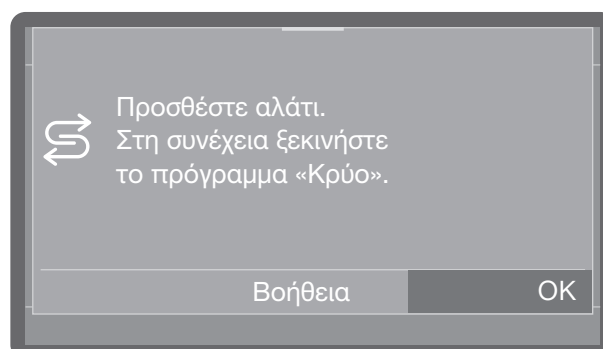 Προσθέστε αλάτι.
Στη συνέχεια ξεκινήστε
το πρόγραμμα «Κρύο».
Βοήθεια
OK